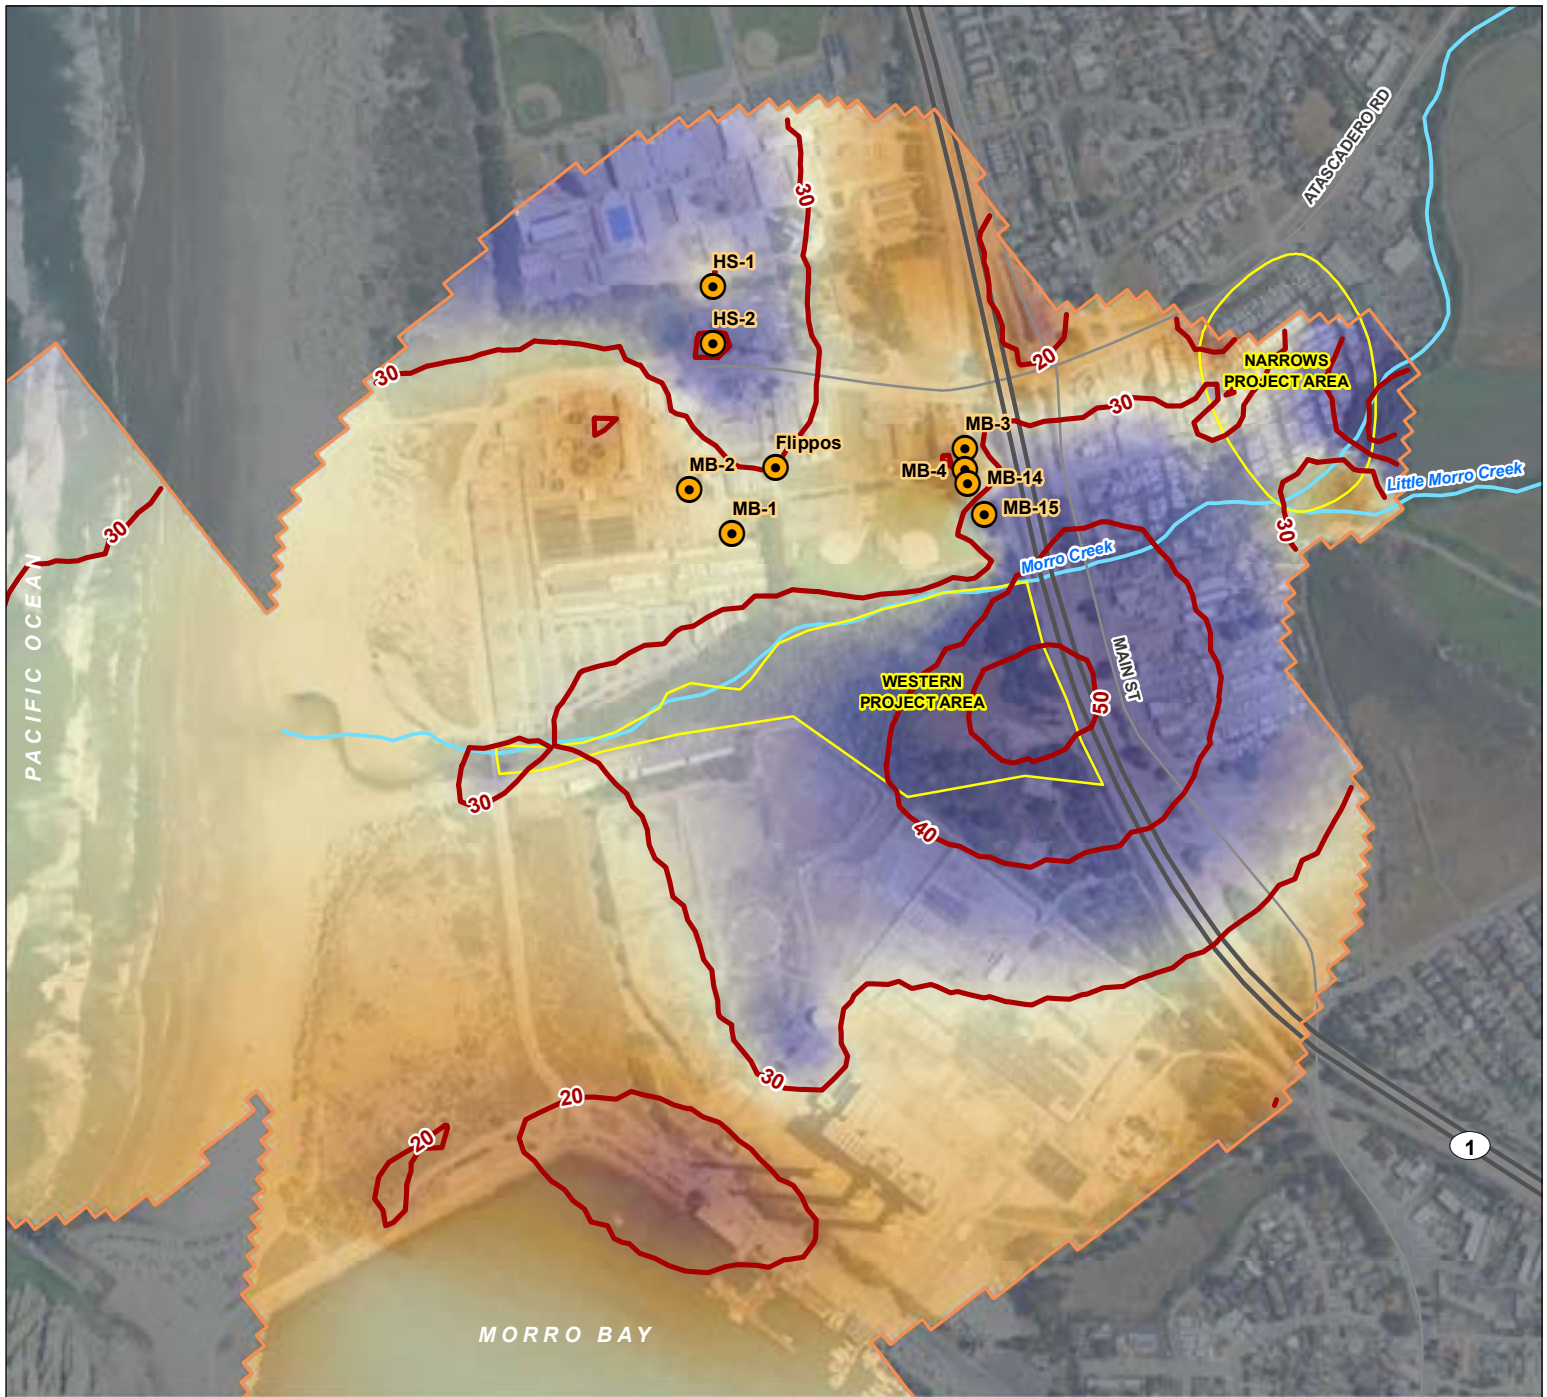 ATASCADERO RD
30
HS-1
HS-2
20
NARROWS
PROJECT AREA
30
30
MB-3
Flippos
MB-2
MB-4
MB-14
Little Morro Creek
MB-1
MB-15
30
30
Morro Creek
PACIFIC OCEAN
MAIN ST
WESTERN
PROJECT AREA
50
30
40
30
20
20
1
MORRO BAY